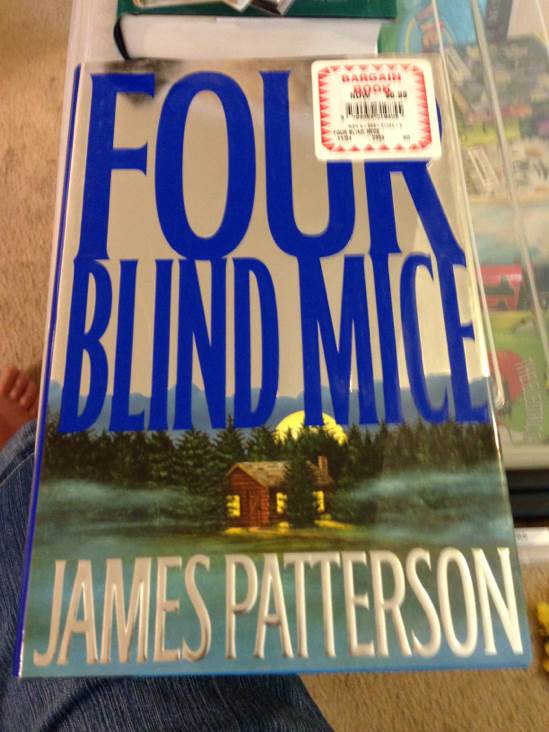 FOUR
BARGAIN
BOOK
FOUR BLIND MICE
BLIND MICE
JAMES PATTERSON